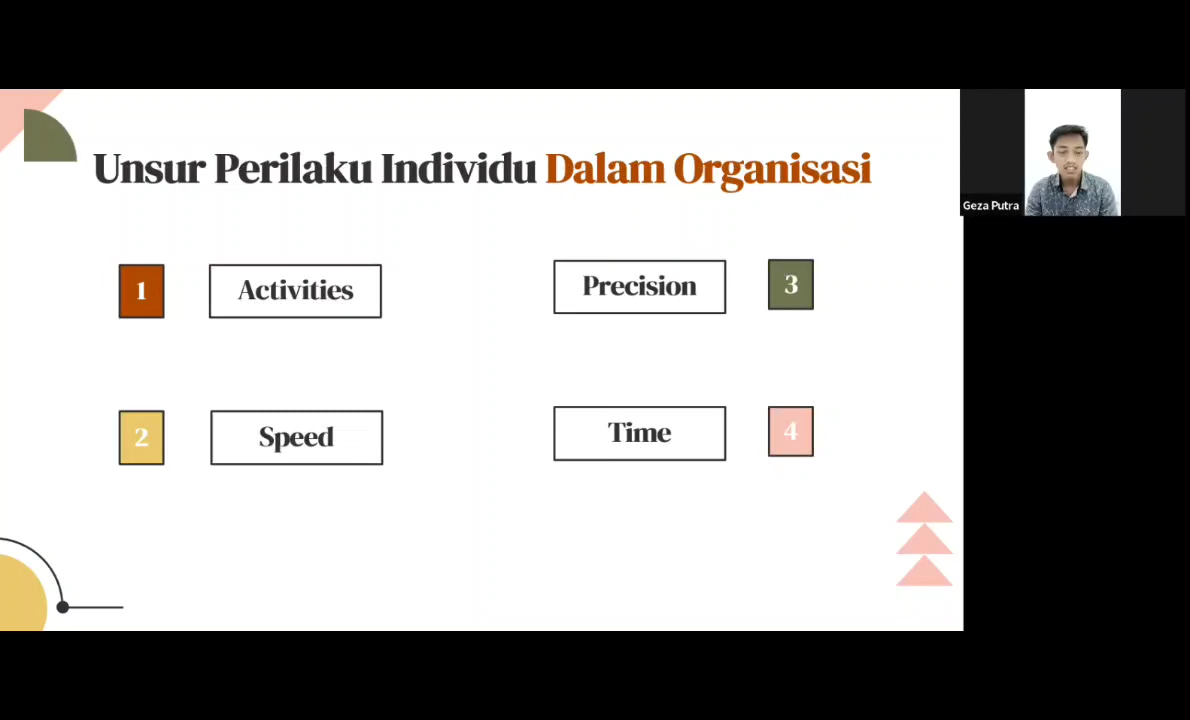 Unsur Perilaku Individu Dalam Organisasi
1
Activities
2
Speed
Precision
3
Time
4
Geza Putra